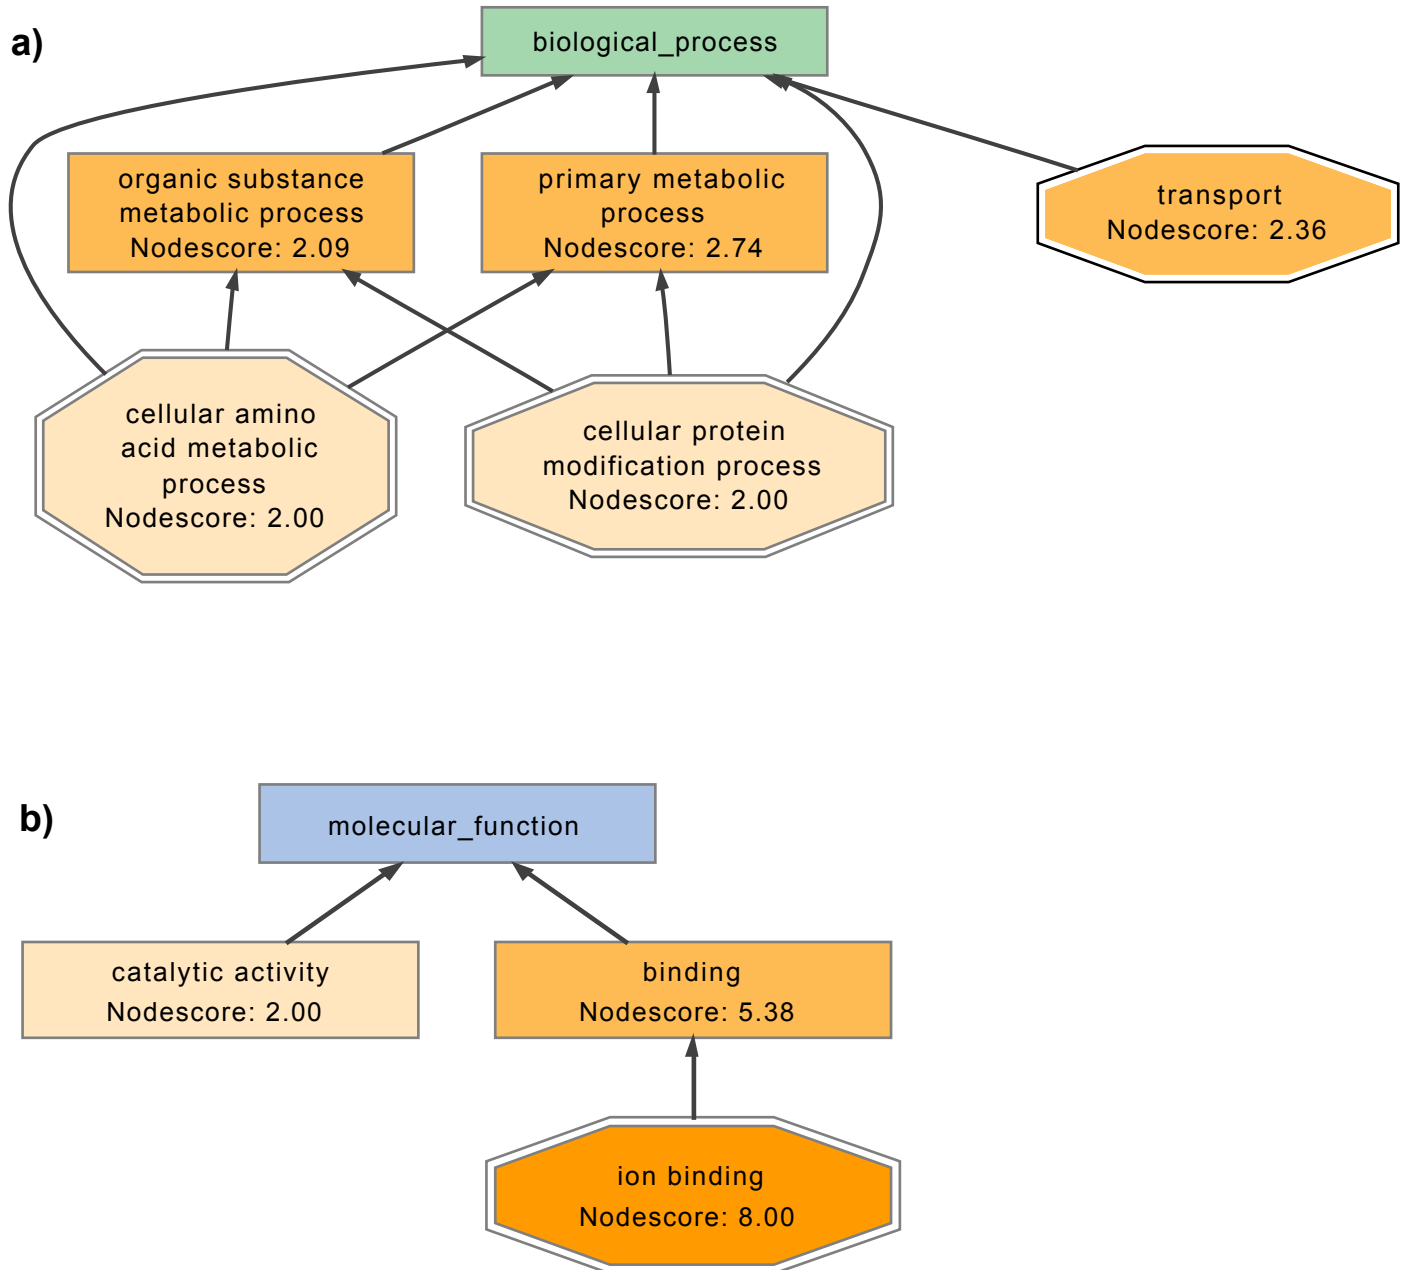 a)
biological_process
organic substance
metabolic process
Nodescore: 2.09
primary metabolic
process
Nodescore: 2.74
transport
Nodescore: 2.36
cellular amino
acid metabolic
process
Nodescore: 2.00
cellular protein
modification process
Nodescore: 2.00
b)
molecular_function
catalytic activity
Nodescore: 2.00
binding
Nodescore: 5.38
ion binding
Nodescore: 8.00